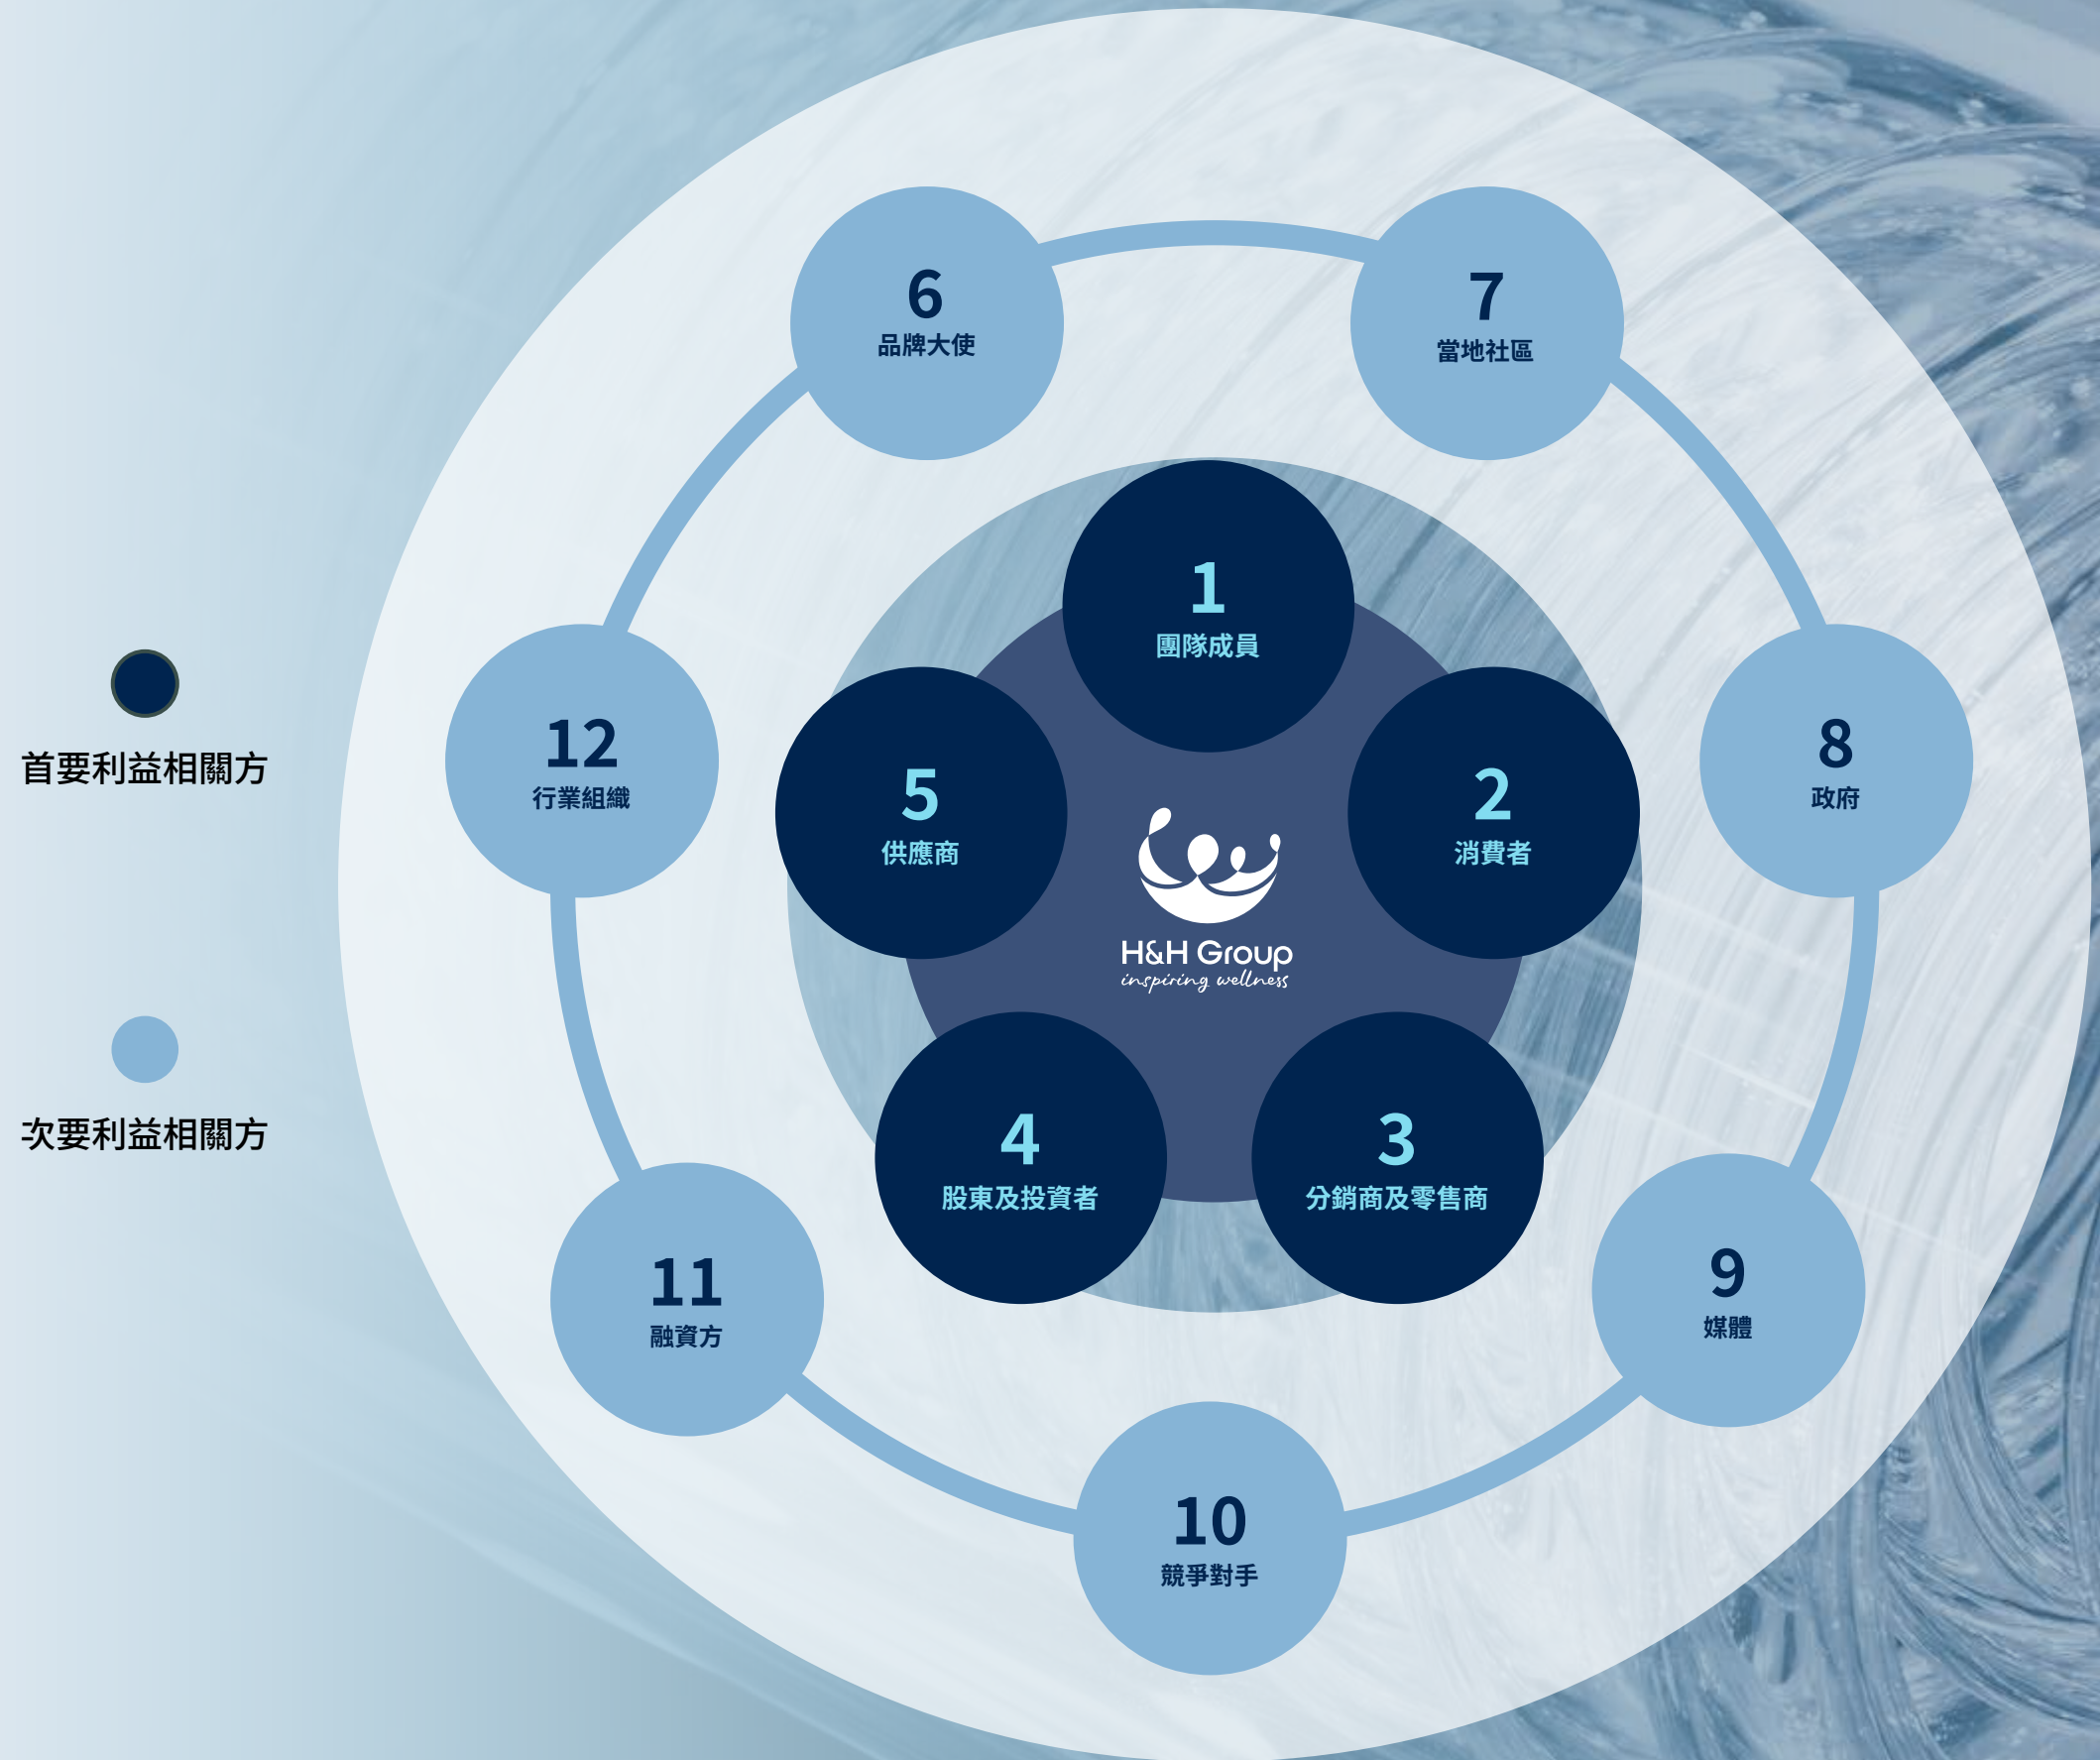 6
品牌大使
7
當地社區
1
團隊成員
首要利益相關方
12
行業組織
5
供應商
2
消費者
8
政府
H&H Group
inspiring wellness
次要利益相關方
4
股東及投資者
3
分銷商及零售商
11
融資方
9
媒體
10
競爭對手